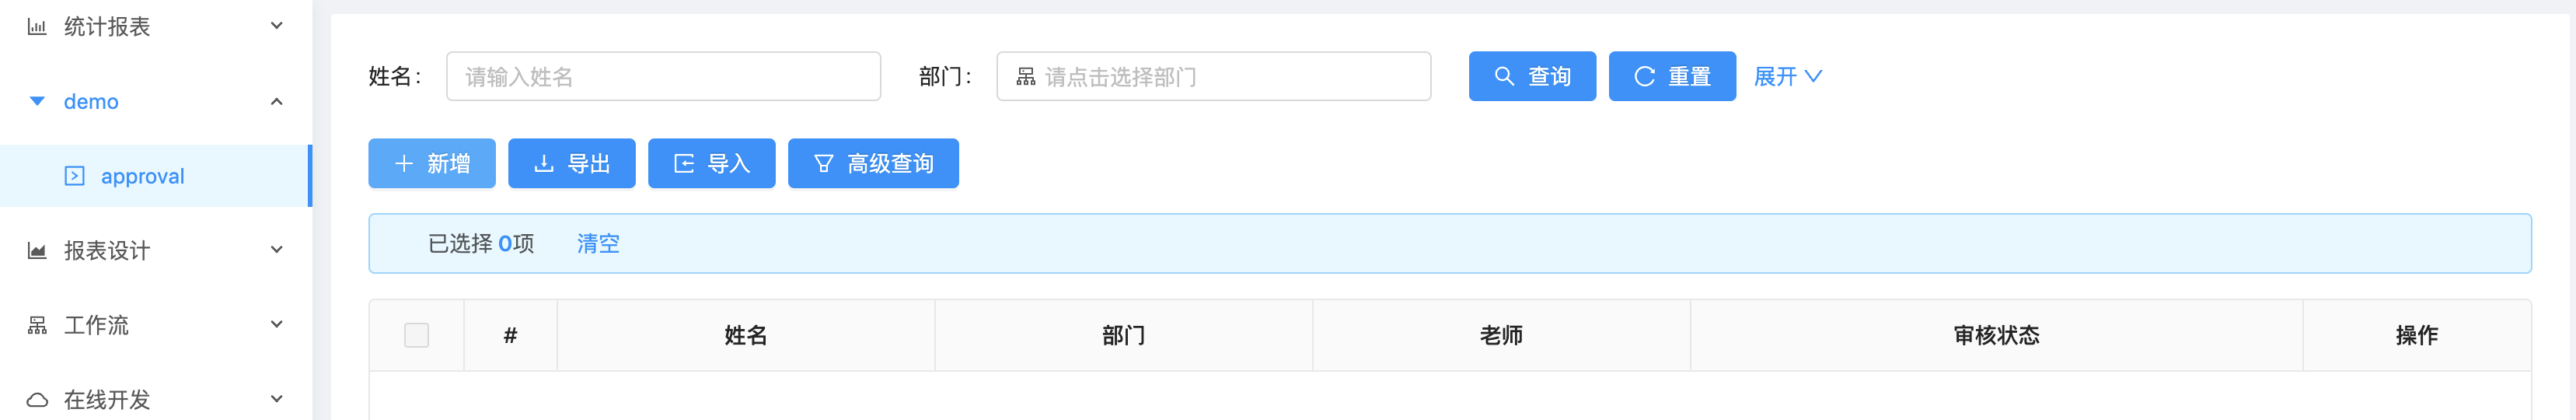 统计报表
demo
approval
报表设计
工作流
在线开发
姓名： 请输入姓名 部门： 请点击选择部门 查询 重置 展开
新增 导出 导入 高级查询
已选择 0项 清空
# 姓名 部门 老师 审核状态 操作